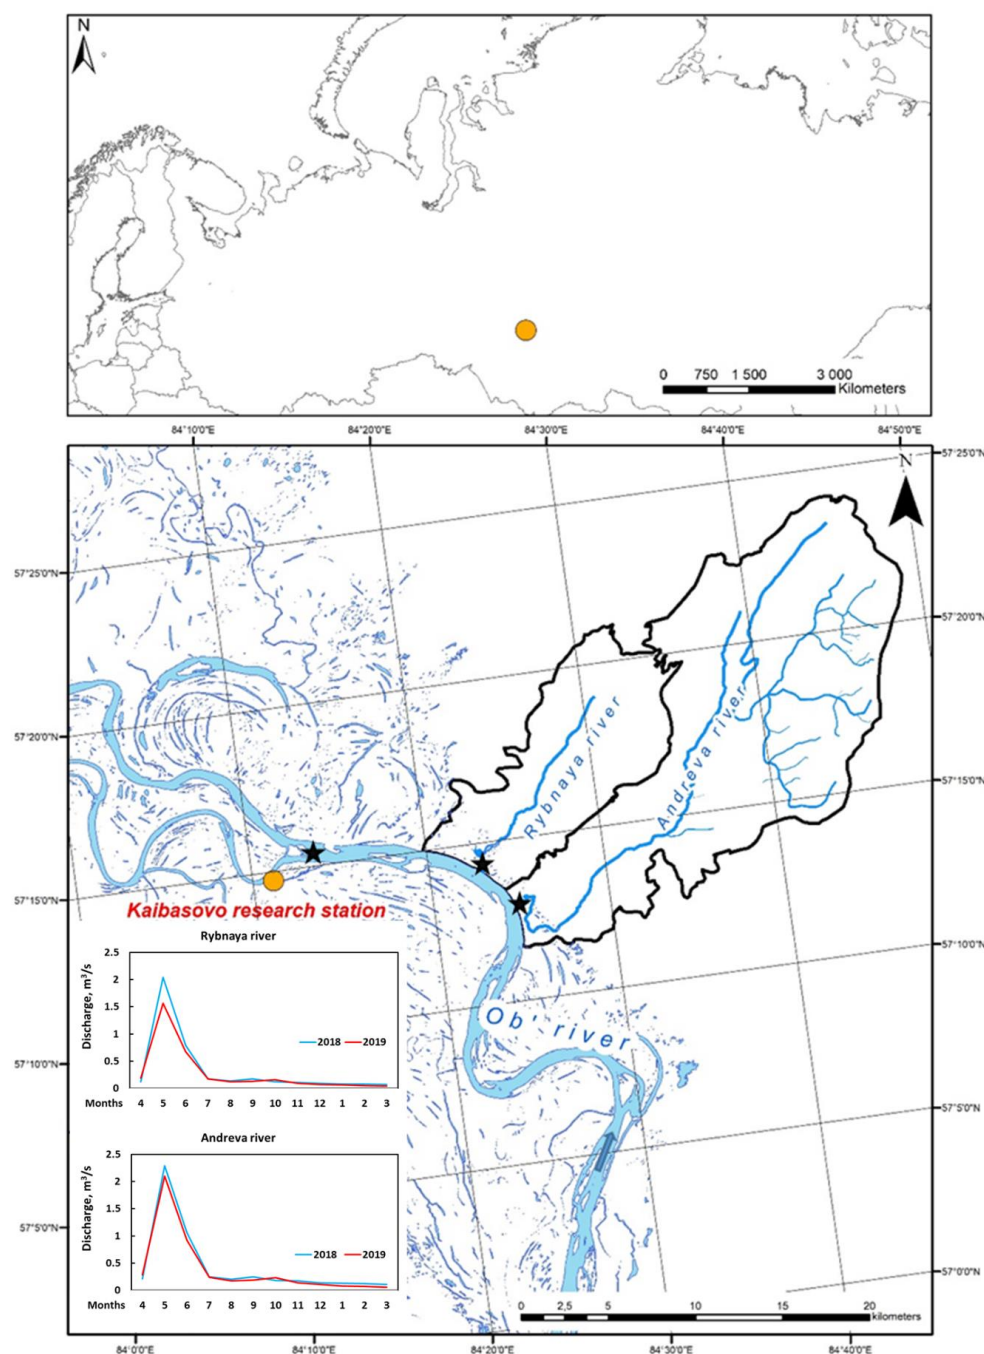 N
0 750 1 500 3 000
Kilometers
84°10'0"E 84°20'0"E 84°30'0"E 84°40'0"E 84°50'0"E
57°25'0"N
N
57°25'0"N
57°20'0"N
57°20'0"N
Rybnaya river
Andreva river
57°15'0"N
57°15'0"N
Kaibasovo research station
57°10'0"N
Rybnaya river
2.5
2
1.5
1
0.5
0
Discharge, m³/s
2018 2019
Months 4 5 6 7 8 9 10 11 12 1 2 3
Ob' river
57°10'0"N
57°5'0"N
Andreva river
2.5
2
1.5
1
0.5
0
Discharge, m³/s
2018 2019
Months 4 5 6 7 8 9 10 11 12 1 2 3
57°5'0"N
57°0'0"N
0 2,5 5 10 15 20
kilometers
84°0'0"E 84°10'0"E 84°20'0"E 84°30'0"E 84°40'0"E